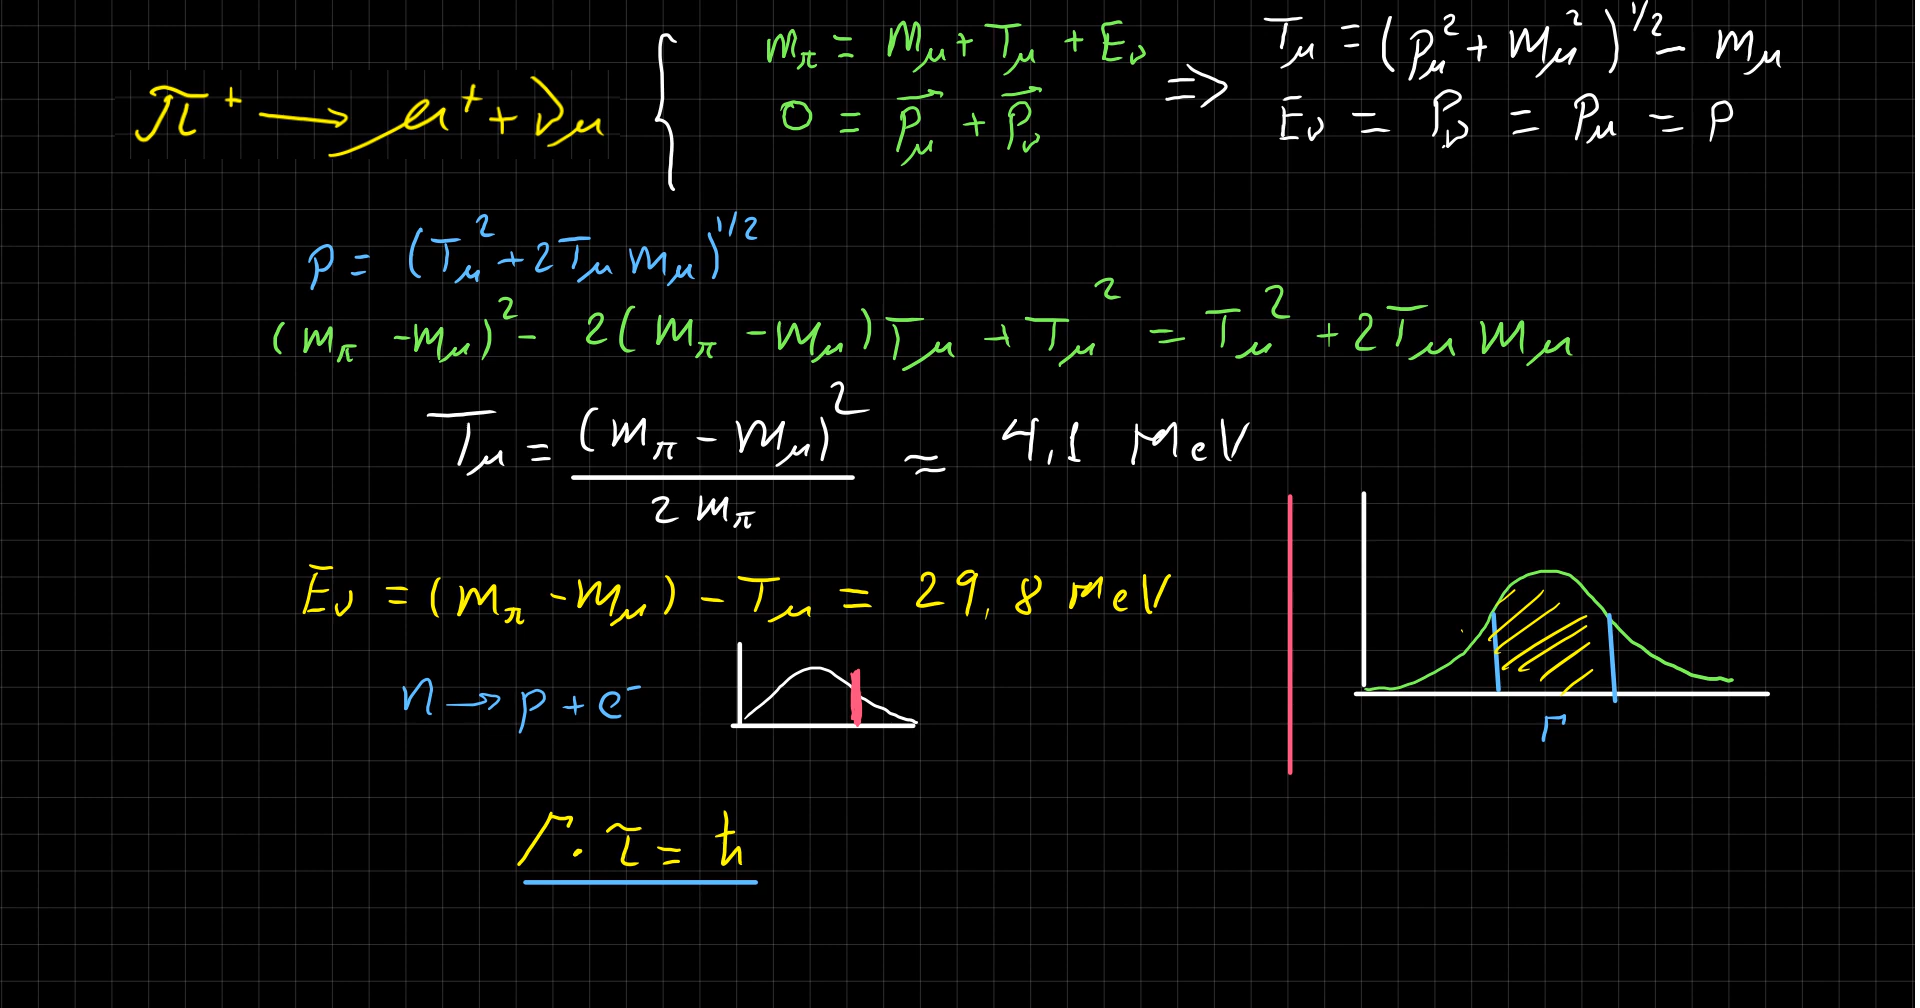 π⁺ → μ⁺ + ν_μ { m_π = m_μ + T_μ + E_ν ⇒ T_μ = (p_μ² + m_μ²)^1/2 − m_μ
0 = p⃗_μ + p⃗_ν E_ν = p_ν = p_μ = p
p = (T_μ² + 2T_μ m_μ)^1/2
(m_π − m_μ)² − 2(m_π − m_μ)T_μ + T_μ² = T_μ² + 2T_μ m_μ
T_μ = (m_π − m_μ)² / 2 m_π ≈ 4,1 MeV
E_ν = (m_π − m_μ) − T_μ = 29,8 MeV
n → p + e⁻
Γ
Γ · τ = ħ